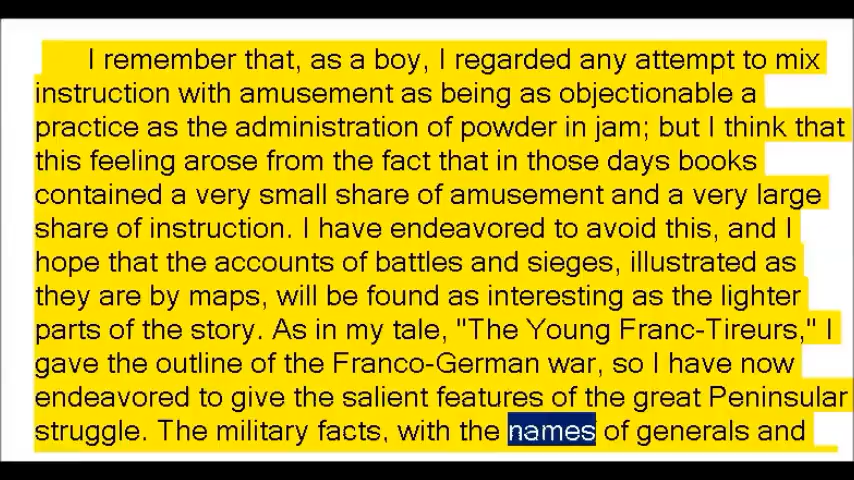 I remember that, as a boy, I regarded any attempt to mix
instruction with amusement as being as objectionable a
practice as the administration of powder in jam; but I think that
this feeling arose from the fact that in those days books
contained a very small share of amusement and a very large
share of instruction. I have endeavored to avoid this, and I
hope that the accounts of battles and sieges, illustrated as
they are by maps, will be found as interesting as the lighter
parts of the story. As in my tale, "The Young Franc-Tireurs," I
gave the outline of the Franco-German war, so I have now
endeavored to give the salient features of the great Peninsular
struggle. The military facts, with the names of generals and